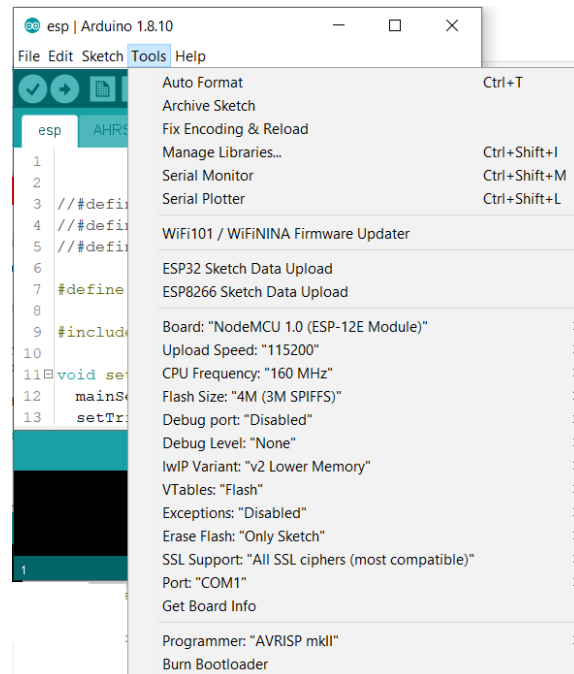 esp | Arduino 1.8.10
File Edit Sketch Tools Help
Auto Format Ctrl+T
Archive Sketch
Fix Encoding & Reload
Manage Libraries... Ctrl+Shift+I
Serial Monitor Ctrl+Shift+M
Serial Plotter Ctrl+Shift+L
WiFi101 / WiFiNINA Firmware Updater
ESP32 Sketch Data Upload
ESP8266 Sketch Data Upload
Board: "NodeMCU 1.0 (ESP-12E Module)"
Upload Speed: "115200"
CPU Frequency: "160 MHz"
Flash Size: "4M (3M SPIFFS)"
Debug port: "Disabled"
Debug Level: "None"
IwIP Variant: "v2 Lower Memory"
VTables: "Flash"
Exceptions: "Disabled"
Erase Flash: "Only Sketch"
SSL Support: "All SSL ciphers (most compatible)"
Port: "COM1"
Get Board Info
Programmer: "AVRISP mkII"
Burn Bootloader
esp AHRS
1
2
3 //#defin
4 //#defin
5 //#defin
6
7 #define
8
9 #include
10
11 void set
12 mainSe
13 setTri
1